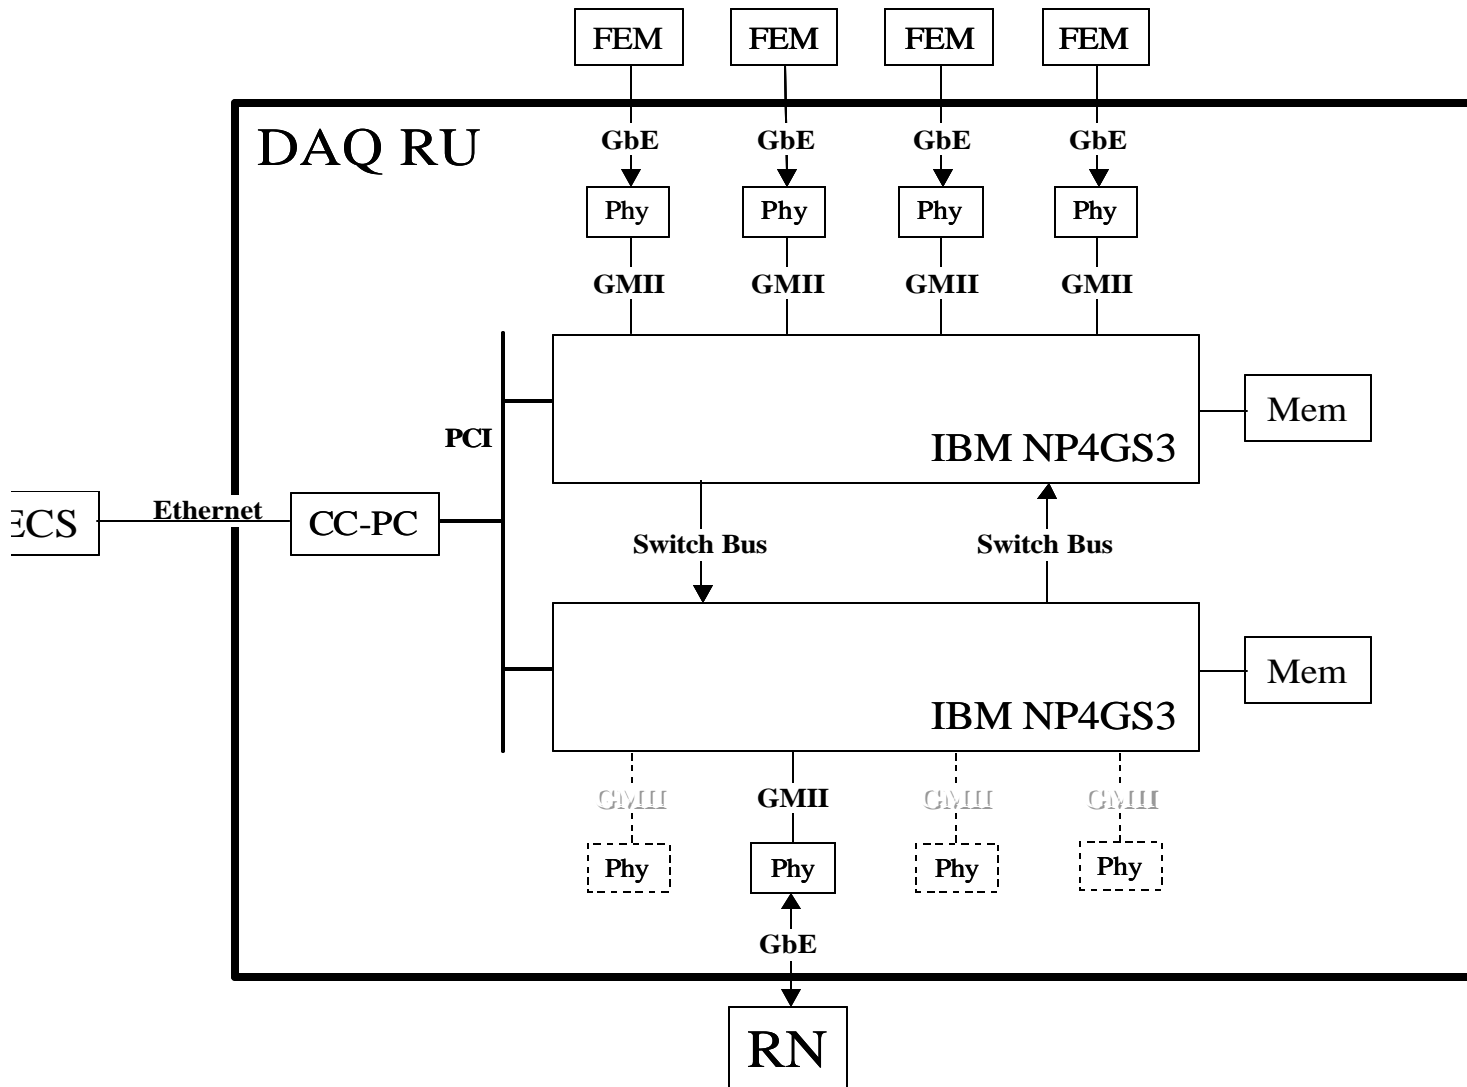 FEM FEM FEM FEM
DAQ RU
GbE GbE GbE GbE
Phy Phy Phy Phy
GMII GMII GMII GMII
Mem
PCI
IBM NP4GS3
ECS
Ethernet
CC-PC
Switch Bus Switch Bus
Mem
IBM NP4GS3
GMII GMII GMII GMII
Phy Phy Phy Phy
GbE
RN